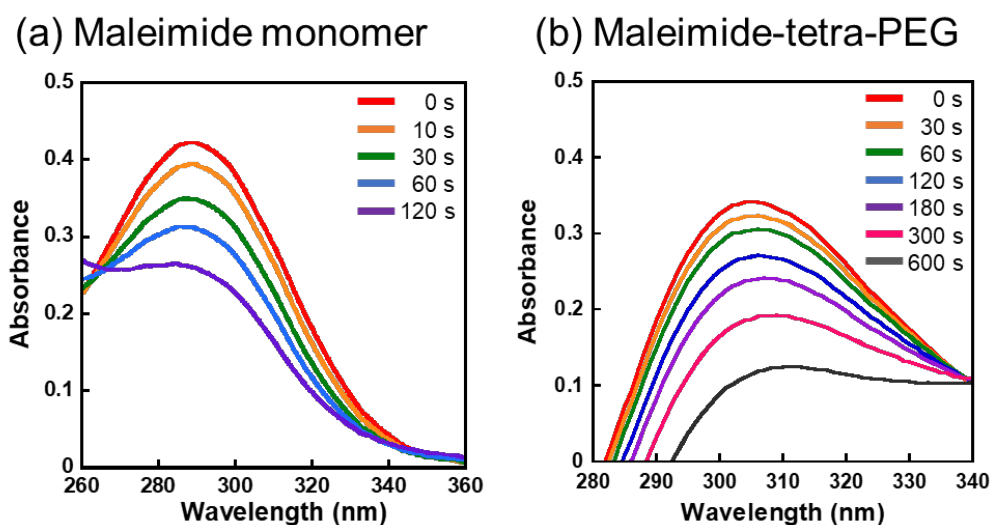 (a) Maleimide monomer
0.5
0.4
0.3
0.2
0.1
0
Absorbance
0 s
10 s
30 s
60 s
120 s
260 280 300 320 340 360
Wavelength (nm)
(b) Maleimide-tetra-PEG
0.5
0.4
0.3
0.2
0.1
0
Absorbance
0 s
30 s
60 s
120 s
180 s
300 s
600 s
280 290 300 310 320 330 340
Wavelength (nm)